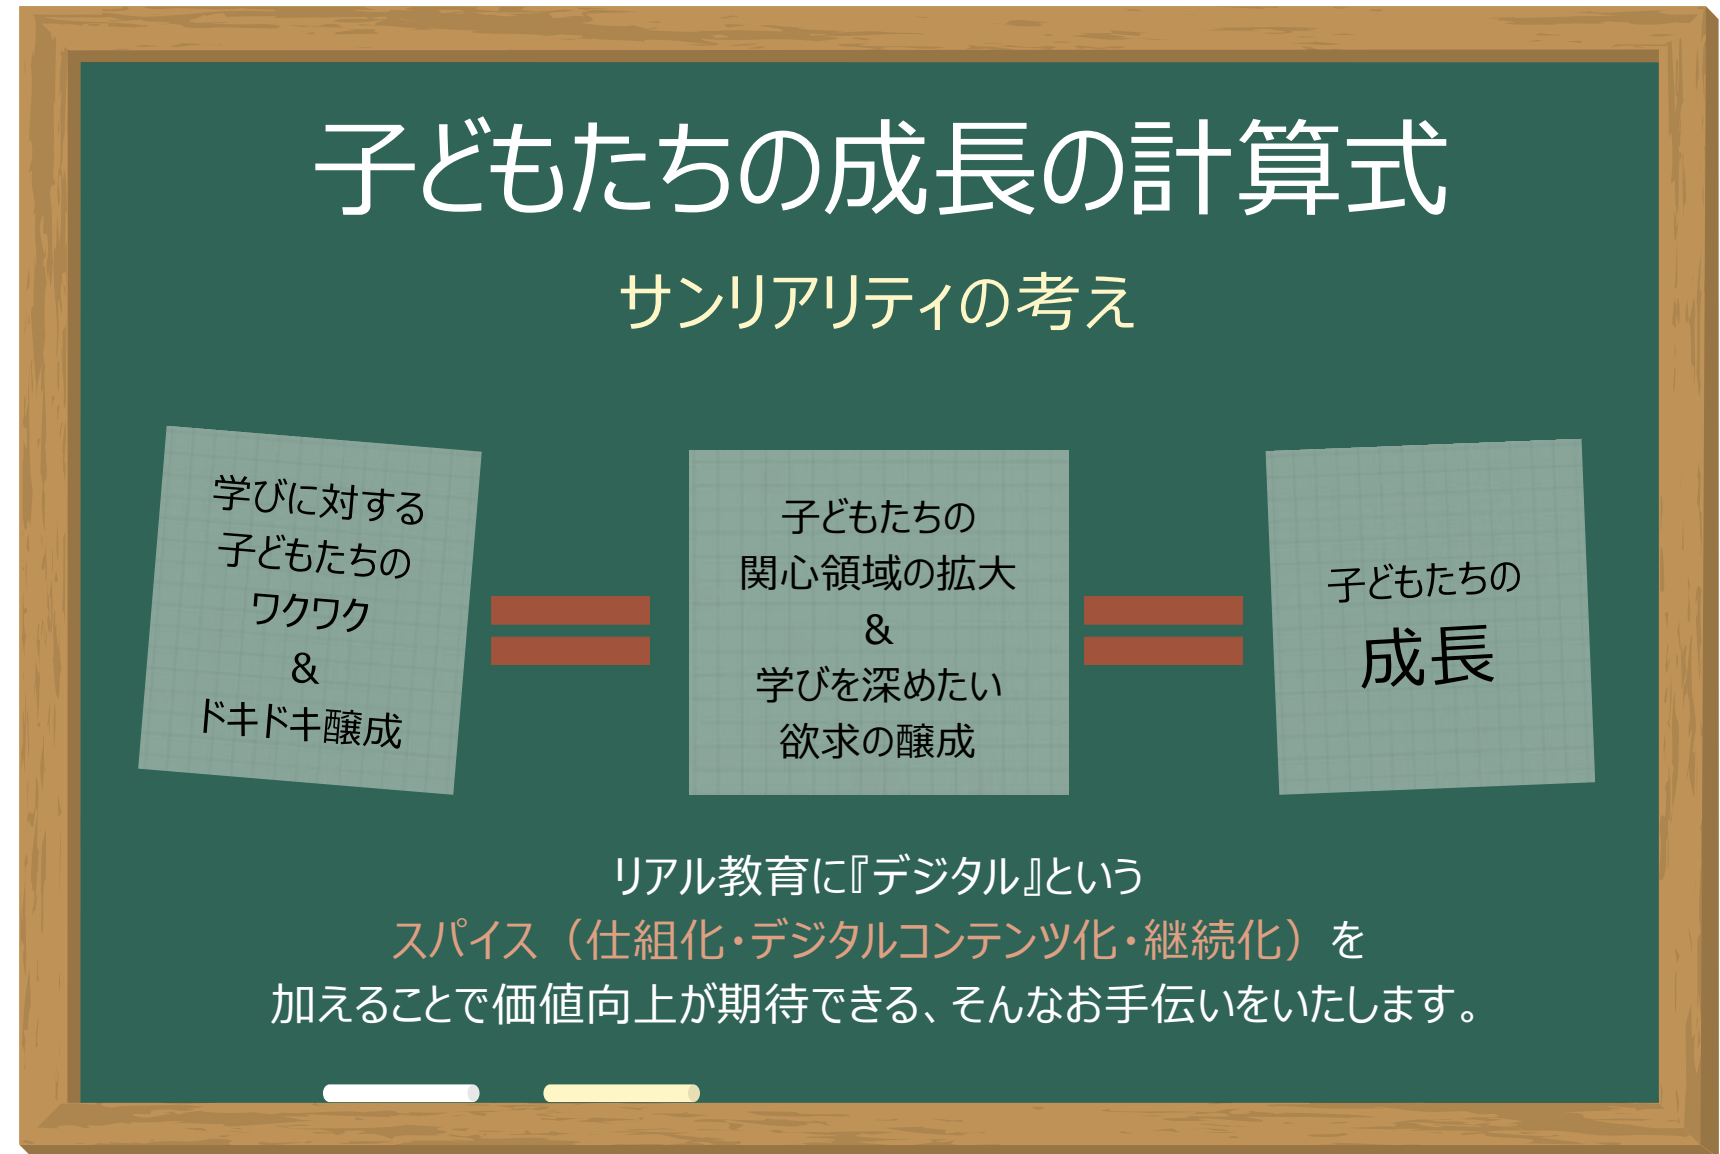 子どもたちの成長の計算式
サンリアリティの考え
学びに対する
子どもたちの
ワクワク
&
ドキドキ醸成
子どもたちの
関心領域の拡大
&
学びを深めたい
欲求の醸成
子どもたちの
成長
リアル教育に『デジタル』という
スパイス（仕組化・デジタルコンテンツ化・継続化）を
加えることで価値向上が期待できる、そんなお手伝いをいたします。